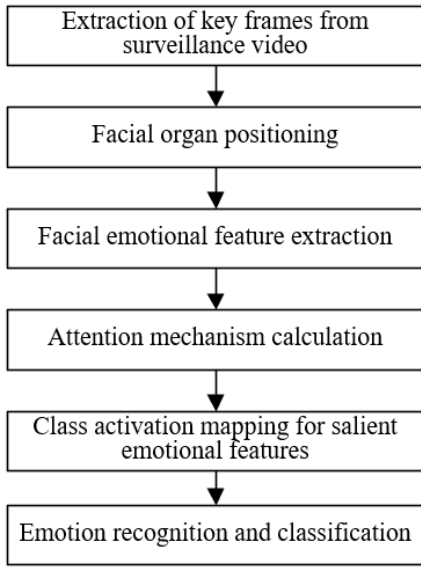 Extraction of key frames from
surveillance video
Facial organ positioning
Facial emotional feature extraction
Attention mechanism calculation
Class activation mapping for salient
emotional features
Emotion recognition and classification